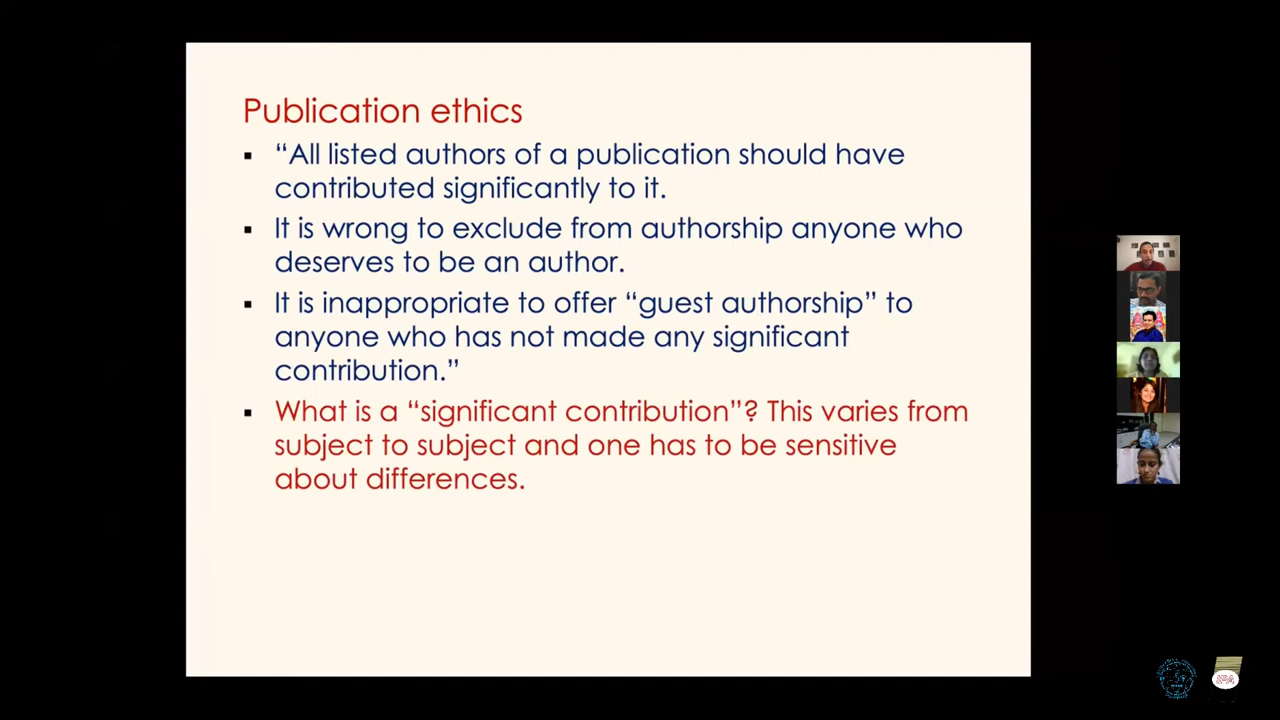 Publication ethics
▪ “All listed authors of a publication should have
contributed significantly to it.
▪ It is wrong to exclude from authorship anyone who
deserves to be an author.
▪ It is inappropriate to offer “guest authorship” to
anyone who has not made any significant
contribution.”
▪ What is a “significant contribution”? This varies from
subject to subject and one has to be sensitive
about differences.